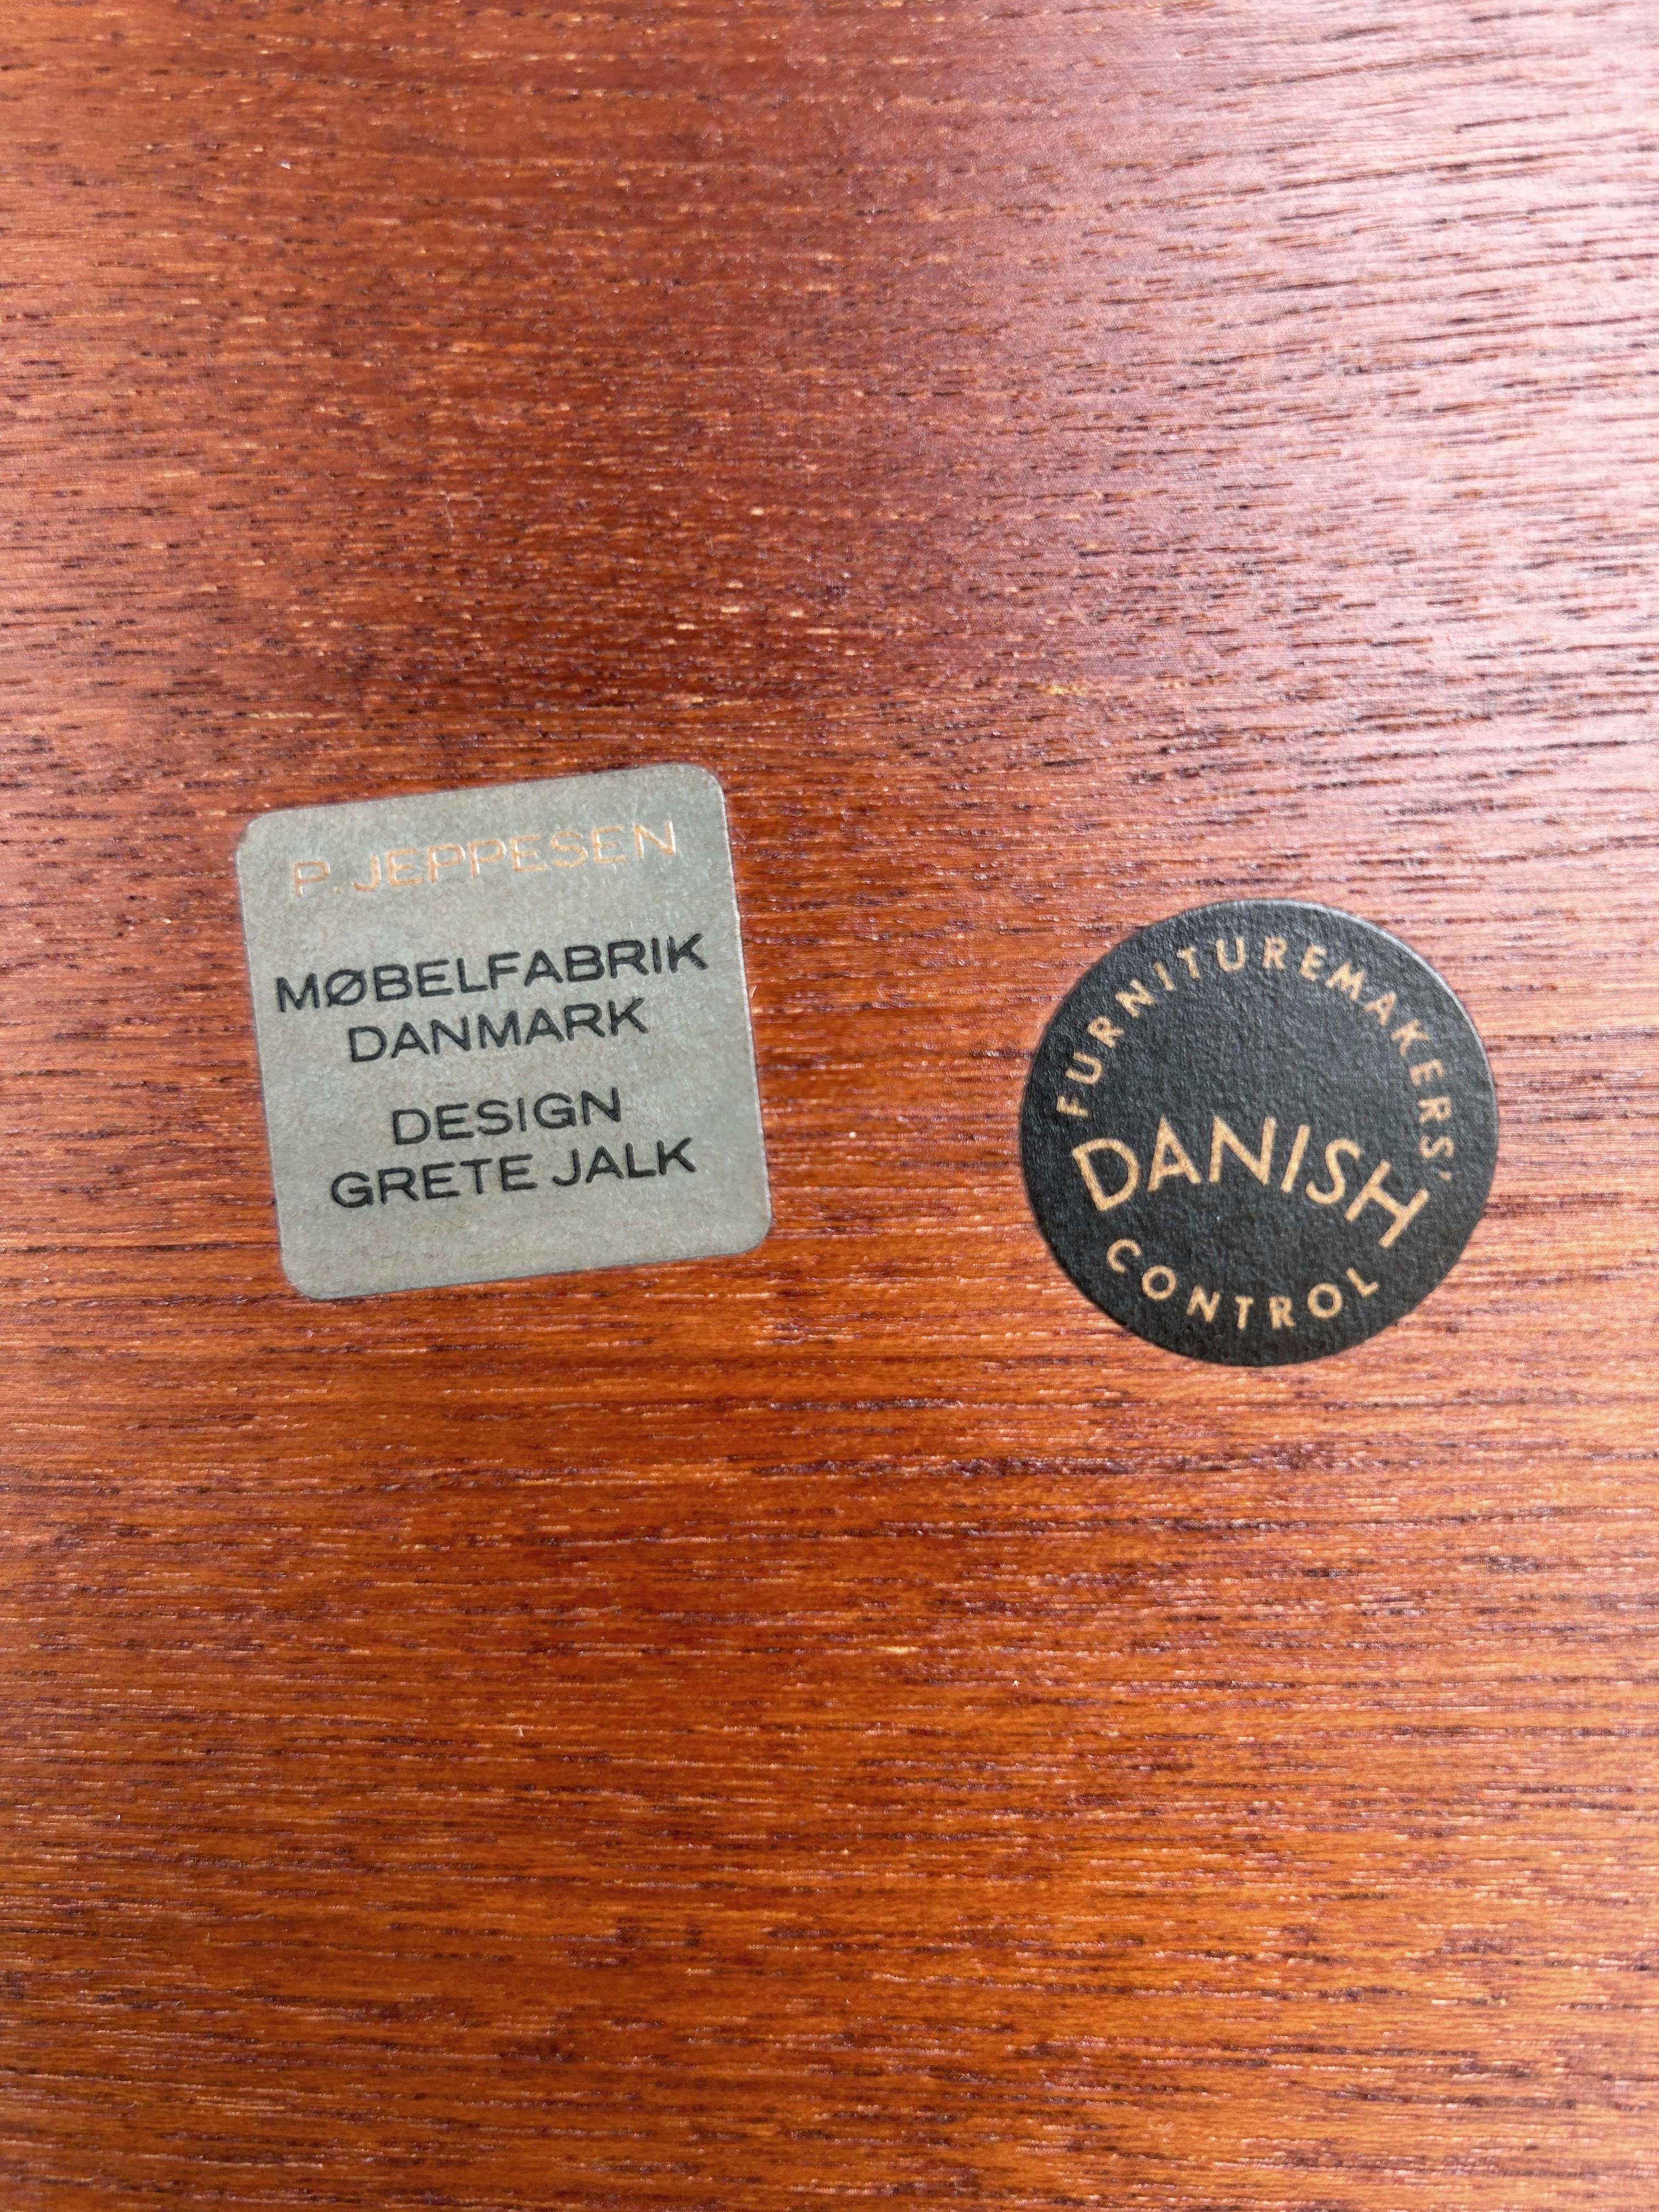 P. JEPPESEN
MØBELFABRIK
DANMARK
DESIGN
GRETE JALK
FURNITUREMAKERS'
DANISH
CONTROL